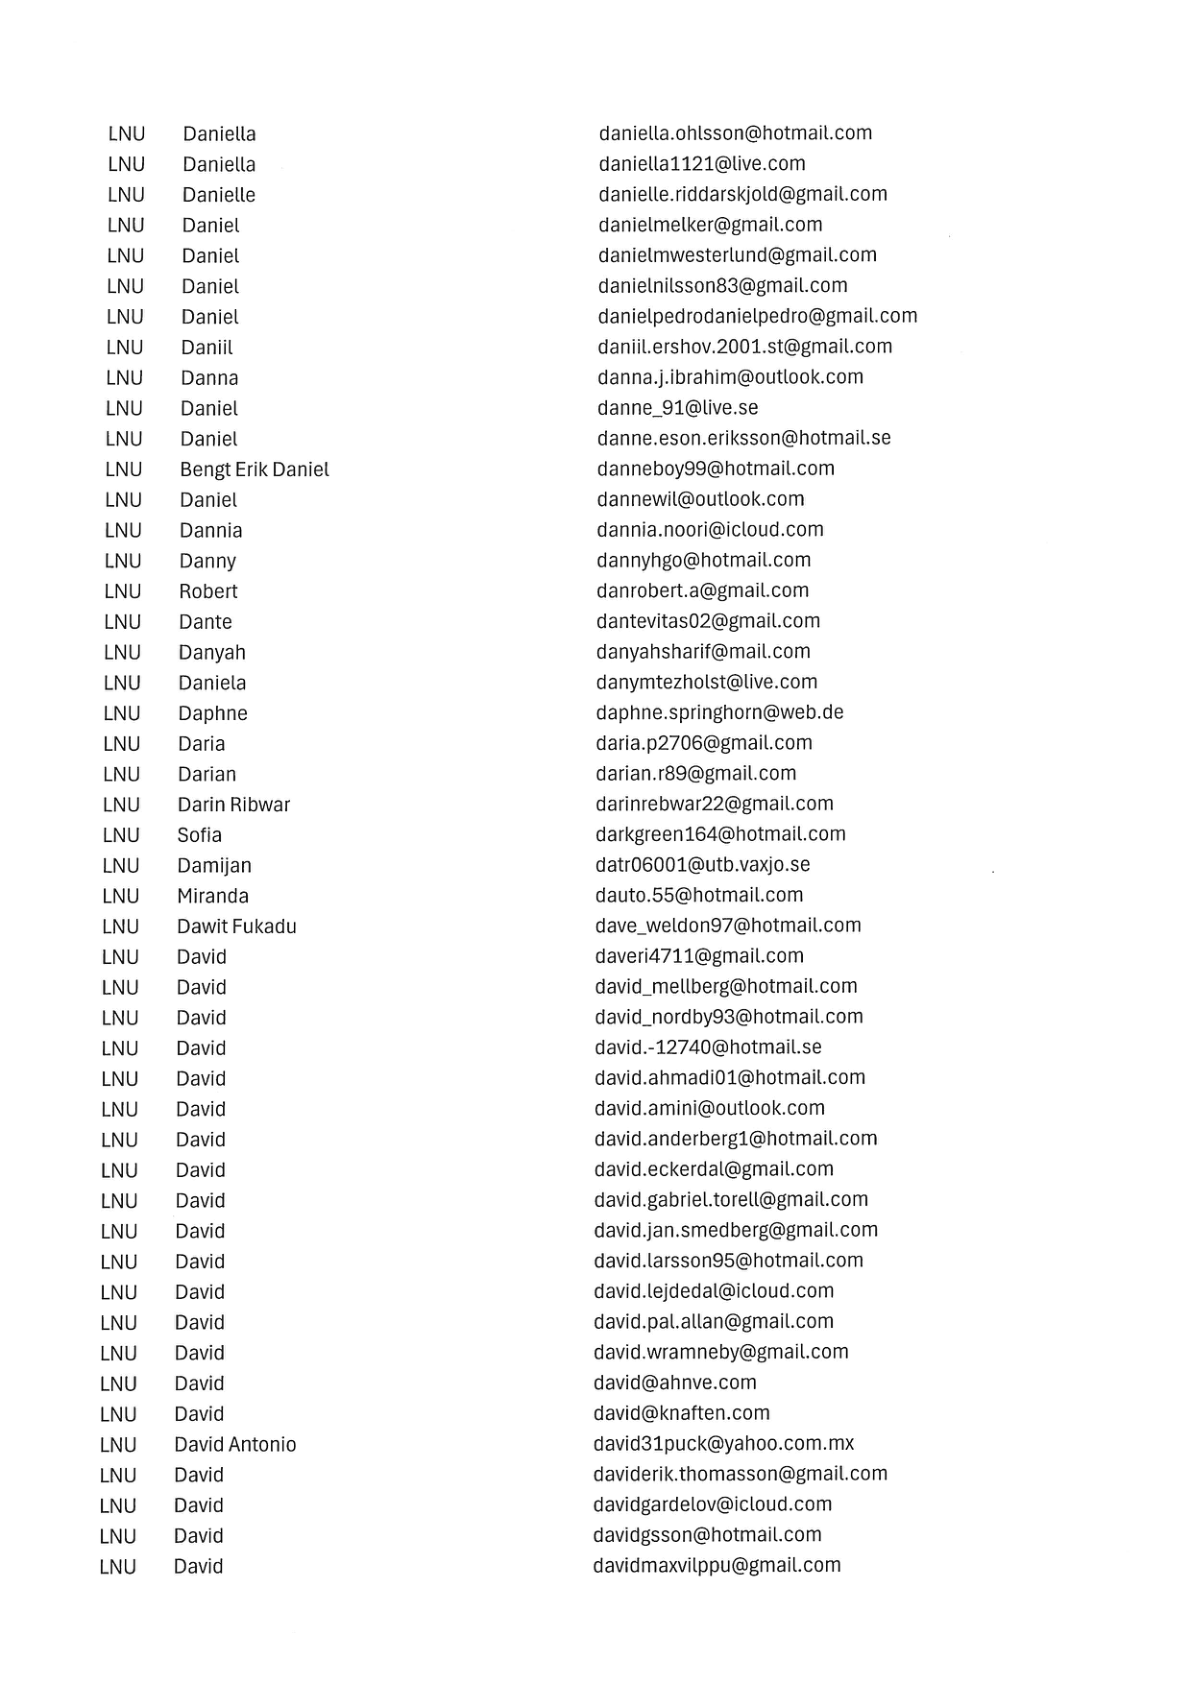 LNU Daniella daniella.ohlsson@hotmail.com
LNU Daniella daniella1121@live.com
LNU Danielle danielle.riddarskjold@gmail.com
LNU Daniel danielmelker@gmail.com
LNU Daniel danielmwesterlund@gmail.com
LNU Daniel danielnilsson83@gmail.com
LNU Daniel danielpedrodanielpedro@gmail.com
LNU Daniil daniil.ershov.2001.st@gmail.com
LNU Danna danna.j.ibrahim@outlook.com
LNU Daniel danne_91@live.se
LNU Daniel danne.eson.eriksson@hotmail.se
LNU Bengt Erik Daniel danneboy99@hotmail.com
LNU Daniel dannewil@outlook.com
LNU Dannia dannia.noori@icloud.com
LNU Danny dannyhgo@hotmail.com
LNU Robert danrobert.a@gmail.com
LNU Dante dantevitas02@gmail.com
LNU Danyah danyahsharif@mail.com
LNU Daniela danymtezholst@live.com
LNU Daphne daphne.springhorn@web.de
LNU Daria daria.p2706@gmail.com
LNU Darian darian.r89@gmail.com
LNU Darin Ribwar darinrebwar22@gmail.com
LNU Sofia darkgreen164@hotmail.com
LNU Damijan datr06001@utb.vaxjo.se
LNU Miranda dauto.55@hotmail.com
LNU Dawit Fukadu dave_weldon97@hotmail.com
LNU David daveri4711@gmail.com
LNU David david_mellberg@hotmail.com
LNU David david_nordby93@hotmail.com
LNU David david.-12740@hotmail.se
LNU David david.ahmadi01@hotmail.com
LNU David david.amini@outlook.com
LNU David david.anderberg1@hotmail.com
LNU David david.eckerdal@gmail.com
LNU David david.gabriel.torell@gmail.com
LNU David david.jan.smedberg@gmail.com
LNU David david.larsson95@hotmail.com
LNU David david.lejdedal@icloud.com
LNU David david.pal.allan@gmail.com
LNU David david.wramneby@gmail.com
LNU David david@ahnve.com
LNU David david@knaften.com
LNU David Antonio david31puck@yahoo.com.mx
LNU David daviderik.thomasson@gmail.com
LNU David davidgardelov@icloud.com
LNU David davidgsson@hotmail.com
LNU David davidmaxvilppu@gmail.com